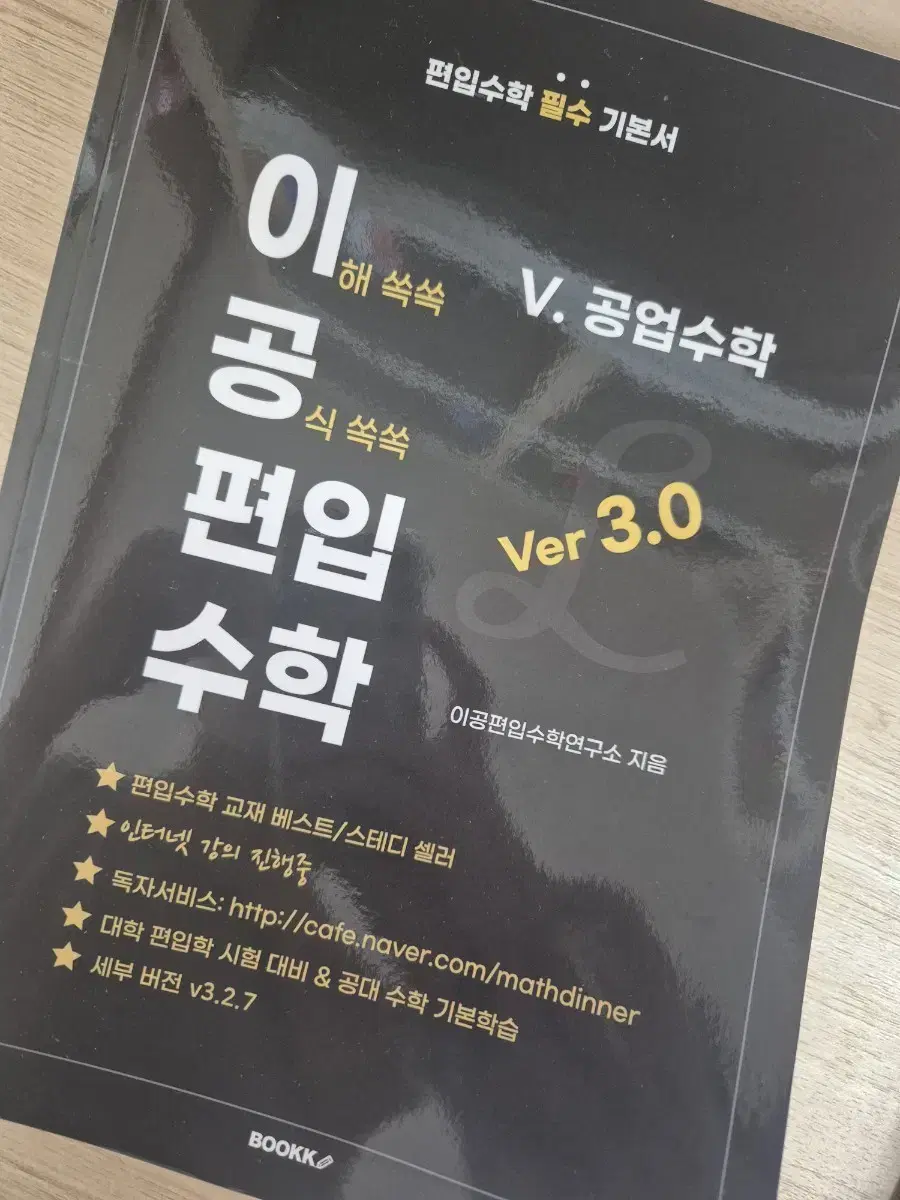 편입수학 필수 기본서
이해 쏙쏙
V. 공업수학
공식 쏙쏙
편입
수학
Ver 3.0
이공편입수학연구소 지음
편입수학 교재 베스트/스테디 셀러
인터넷 강의 진행중
독자서비스: http://cafe.naver.com/mathdinner
대학 편입학 시험 대비 & 공대 수학 기본학습
세부 버전 v3.2.7
BOOKK